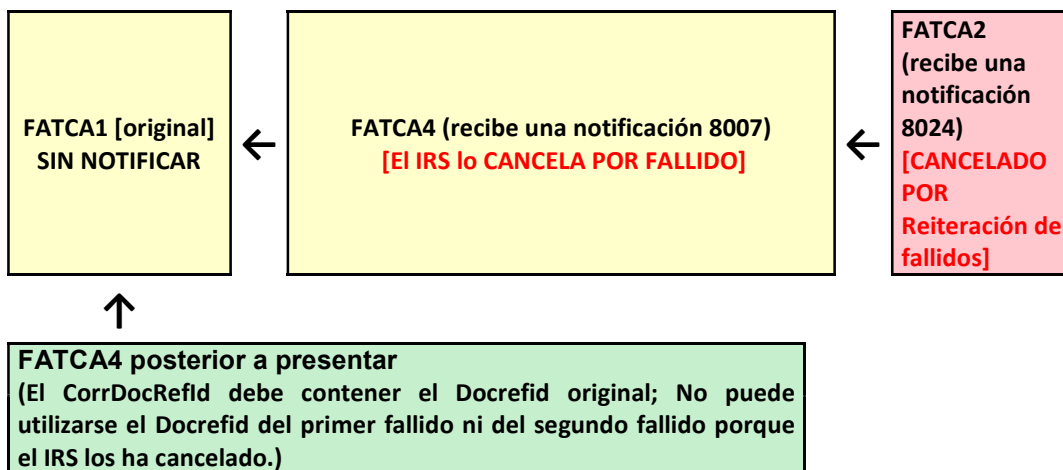 FATCA1 [original]
SIN NOTIFICAR
FATCA4 (recibe una notificación 8007)
[El IRS lo CANCELA POR FALLIDO]
FATCA2
(recibe una
notificación
8024)
[CANCELADO
POR
Reiteración de
fallidos]
FATCA4 posterior a presentar
(El CorrDocRefId debe contener el Docrefid original; No puede
utilizarse el Docrefid del primer fallido ni del segundo fallido porque
el IRS los ha cancelado.)